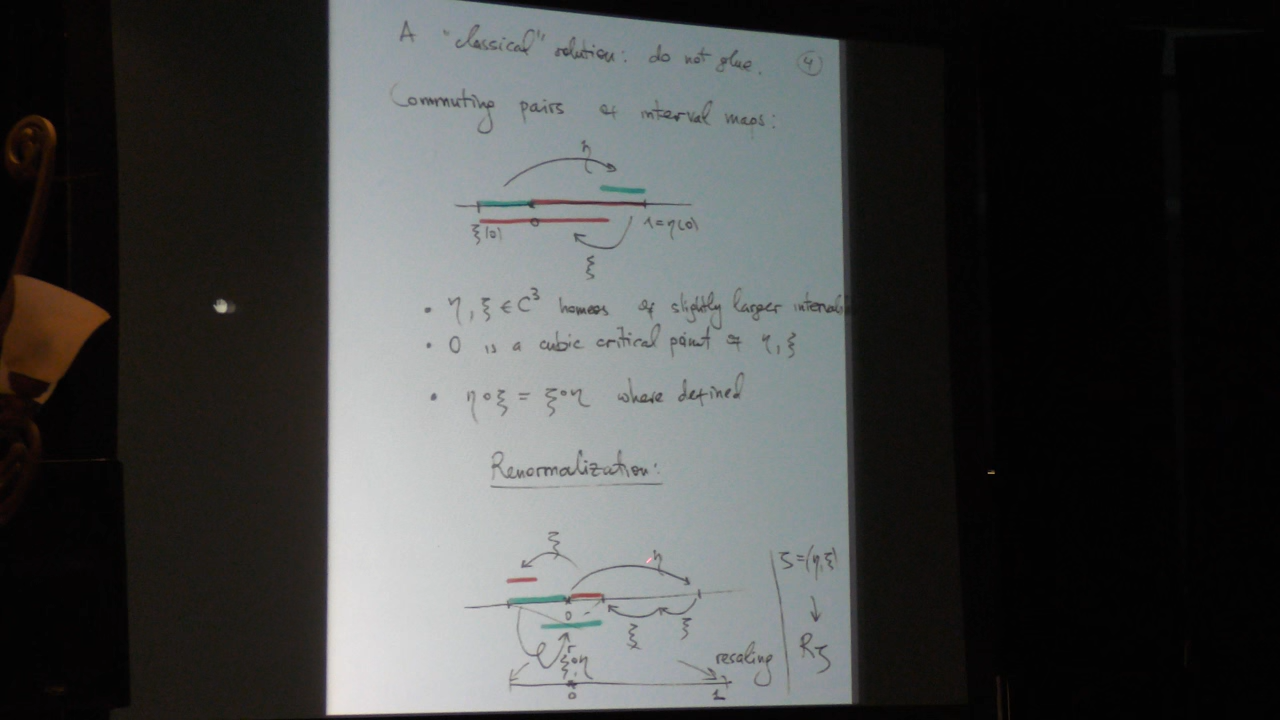 A "classical" solution: do not glue. 4
Commuting pairs of interval maps:
η
ξ(0) 0 1=η(0)
ξ
• η, ξ ∈ C³ homeos of slightly larger intervals
• 0 is a cubic critical point of η, ξ
• η∘ξ = ξ∘η where defined
Renormalization:
ξ η ζ=(η,ξ)
0 ξ ξ ↓
ξʳ∘η rescaling Rζ
0 1